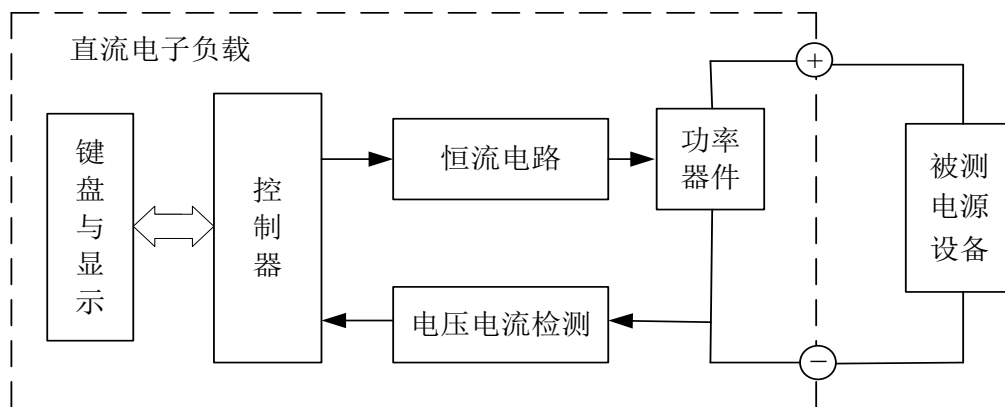 直流电子负载
键
盘
与
显
示
控
制
器
恒流电路
功率
器件
电压电流检测
被测
电源
设备
+
−